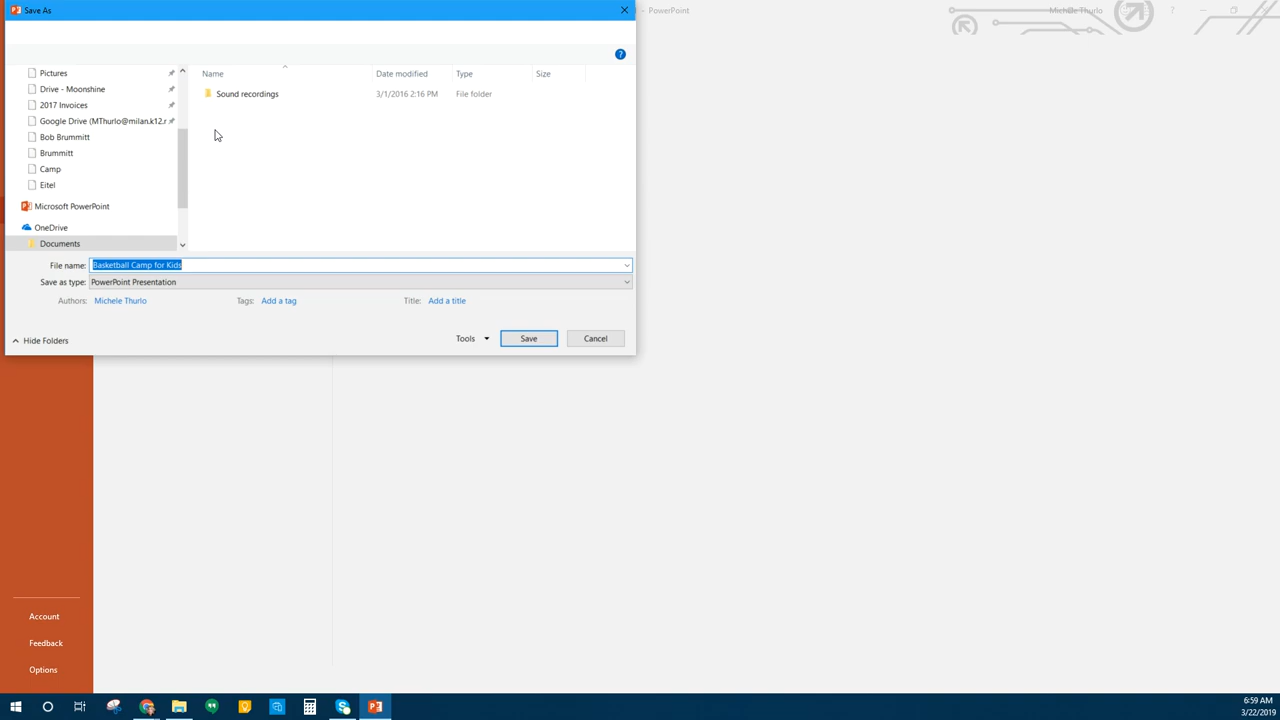 Save As
- PowerPoint
Michele Thurlo
?
?
Pictures
Drive - Moonshine
2017 Invoices
Google Drive (MThurlo@milan.k12.r
Bob Brummitt
Brummitt
Camp
Eitel
Microsoft PowerPoint
OneDrive
Documents
Name
Date modified
Type
Size
Sound recordings
3/1/2016 2:16 PM
File folder
File name:
Basketball Camp for Kids
Save as type:
PowerPoint Presentation
Authors:
Michele Thurlo
Tags:
Add a tag
Title:
Add a title
Hide Folders
Tools
Save
Cancel
Account
Feedback
Options
6:59 AM
3/22/2019